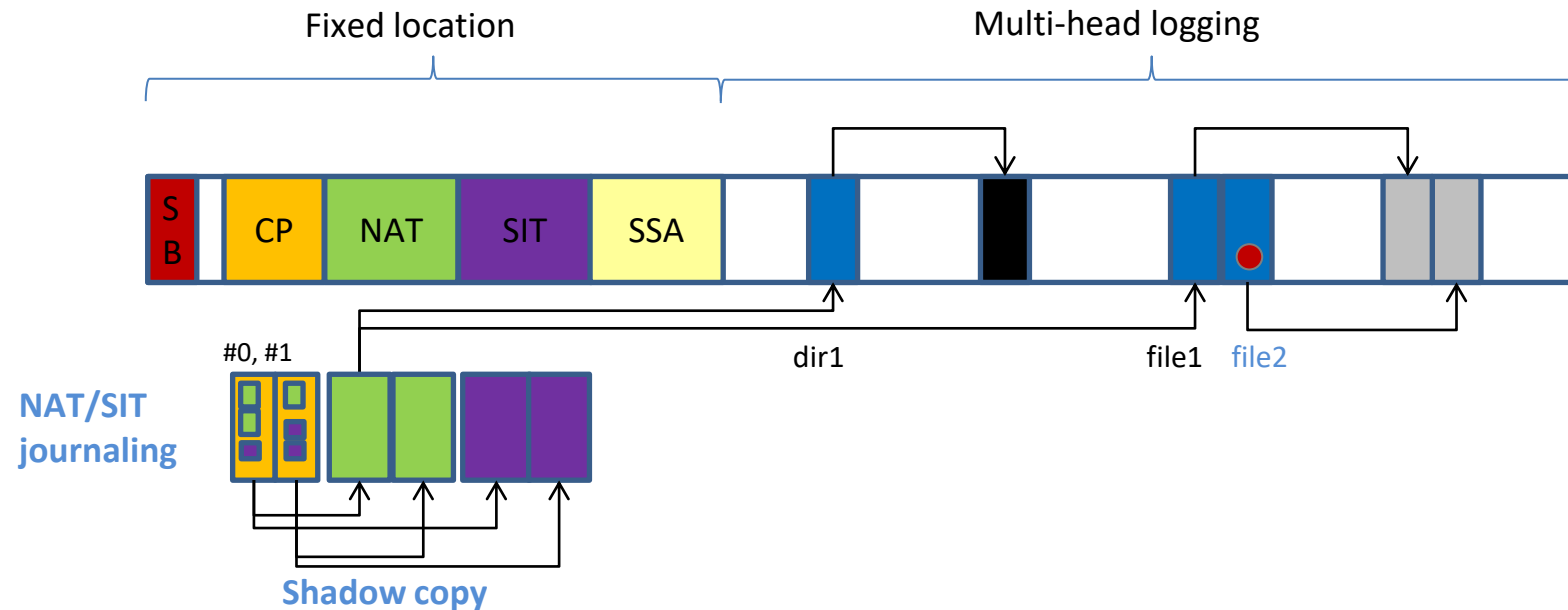 Fixed location
Multi-head logging
S
B
CP
NAT
SIT
SSA
#0, #1
dir1
file1
file2
NAT/SIT
journaling
Shadow copy